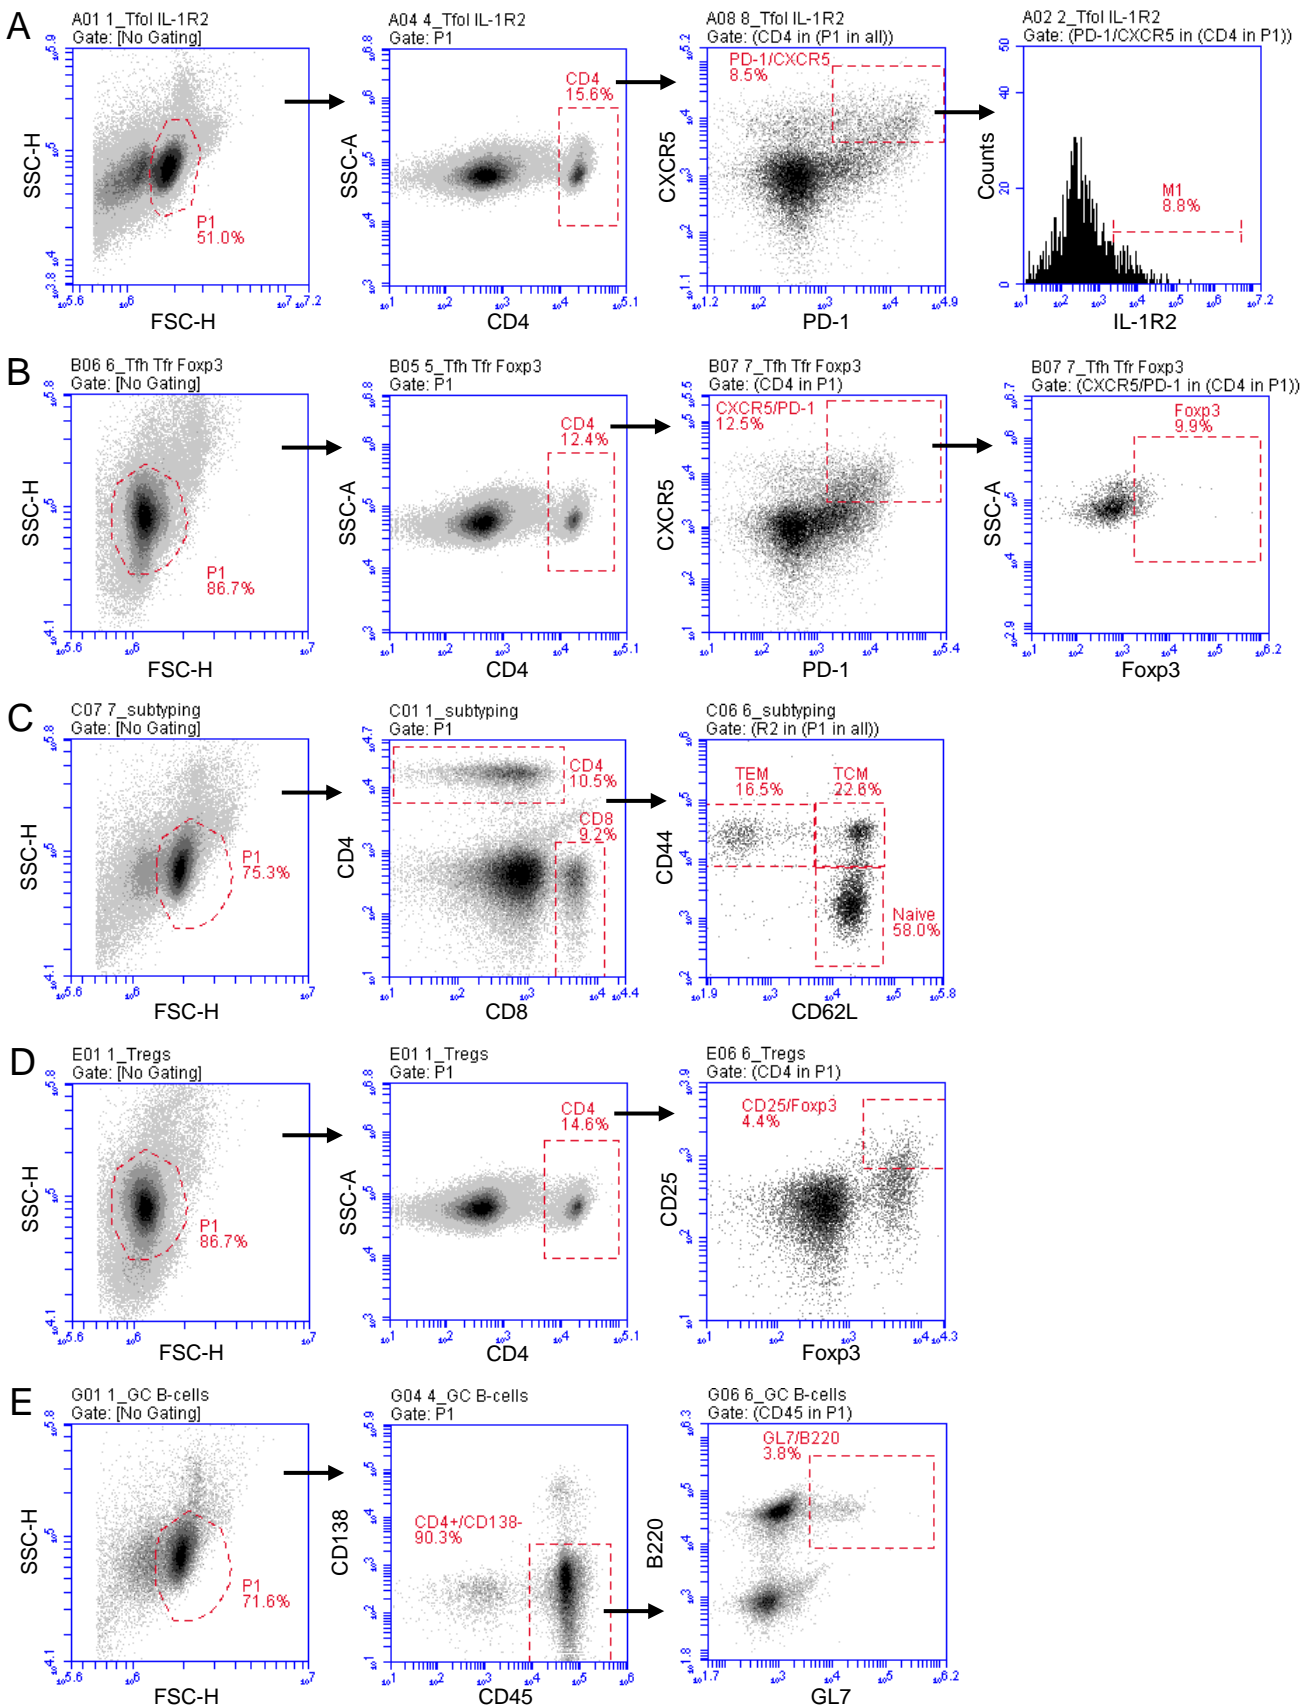 A
A01 1_Tfol IL-1R2
Gate: [No Gating]
P1
51.0%
SSC-H
FSC-H
A04 4_Tfol IL-1R2
Gate: P1
CD4
15.6%
SSC-A
CD4
A08 8_Tfol IL-1R2
Gate: (CD4 in (P1 in all))
PD-1/CXCR5
8.5%
CXCR5
PD-1
A02 2_Tfol IL-1R2
Gate: (PD-1/CXCR5 in (CD4 in P1))
M1
8.8%
Counts
IL-1R2
B
B06 6_Tfh Tfr Foxp3
Gate: [No Gating]
P1
86.7%
SSC-H
FSC-H
B05 5_Tfh Tfr Foxp3
Gate: P1
CD4
12.4%
SSC-A
CD4
B07 7_Tfh Tfr Foxp3
Gate: (CD4 in P1)
CXCR5/PD-1
12.5%
CXCR5
PD-1
B07 7_Tfh Tfr Foxp3
Gate: (CXCR5/PD-1 in (CD4 in P1))
Foxp3
9.9%
SSC-A
Foxp3
C
C07 7_subtyping
Gate: [No Gating]
P1
75.3%
SSC-H
FSC-H
C01 1_subtyping
Gate: P1
CD4
10.5%
CD8
9.2%
CD4
CD8
C06 6_subtyping
Gate: (R2 in (P1 in all))
TEM
16.5%
TCM
22.6%
Naive
58.0%
CD44
CD62L
D
E01 1_Tregs
Gate: [No Gating]
P1
86.7%
SSC-H
FSC-H
E01 1_Tregs
Gate: P1
CD4
14.6%
SSC-A
CD4
E06 6_Tregs
Gate: (CD4 in P1)
CD25/Foxp3
4.4%
CD25
Foxp3
E
G01 1_GC B-cells
Gate: [No Gating]
P1
71.6%
SSC-H
FSC-H
G04 4_GC B-cells
Gate: P1
CD4+/CD138-
90.3%
CD138
CD45
G06 6_GC B-cells
Gate: (CD45 in P1)
GL7/B220
3.8%
B220
GL7